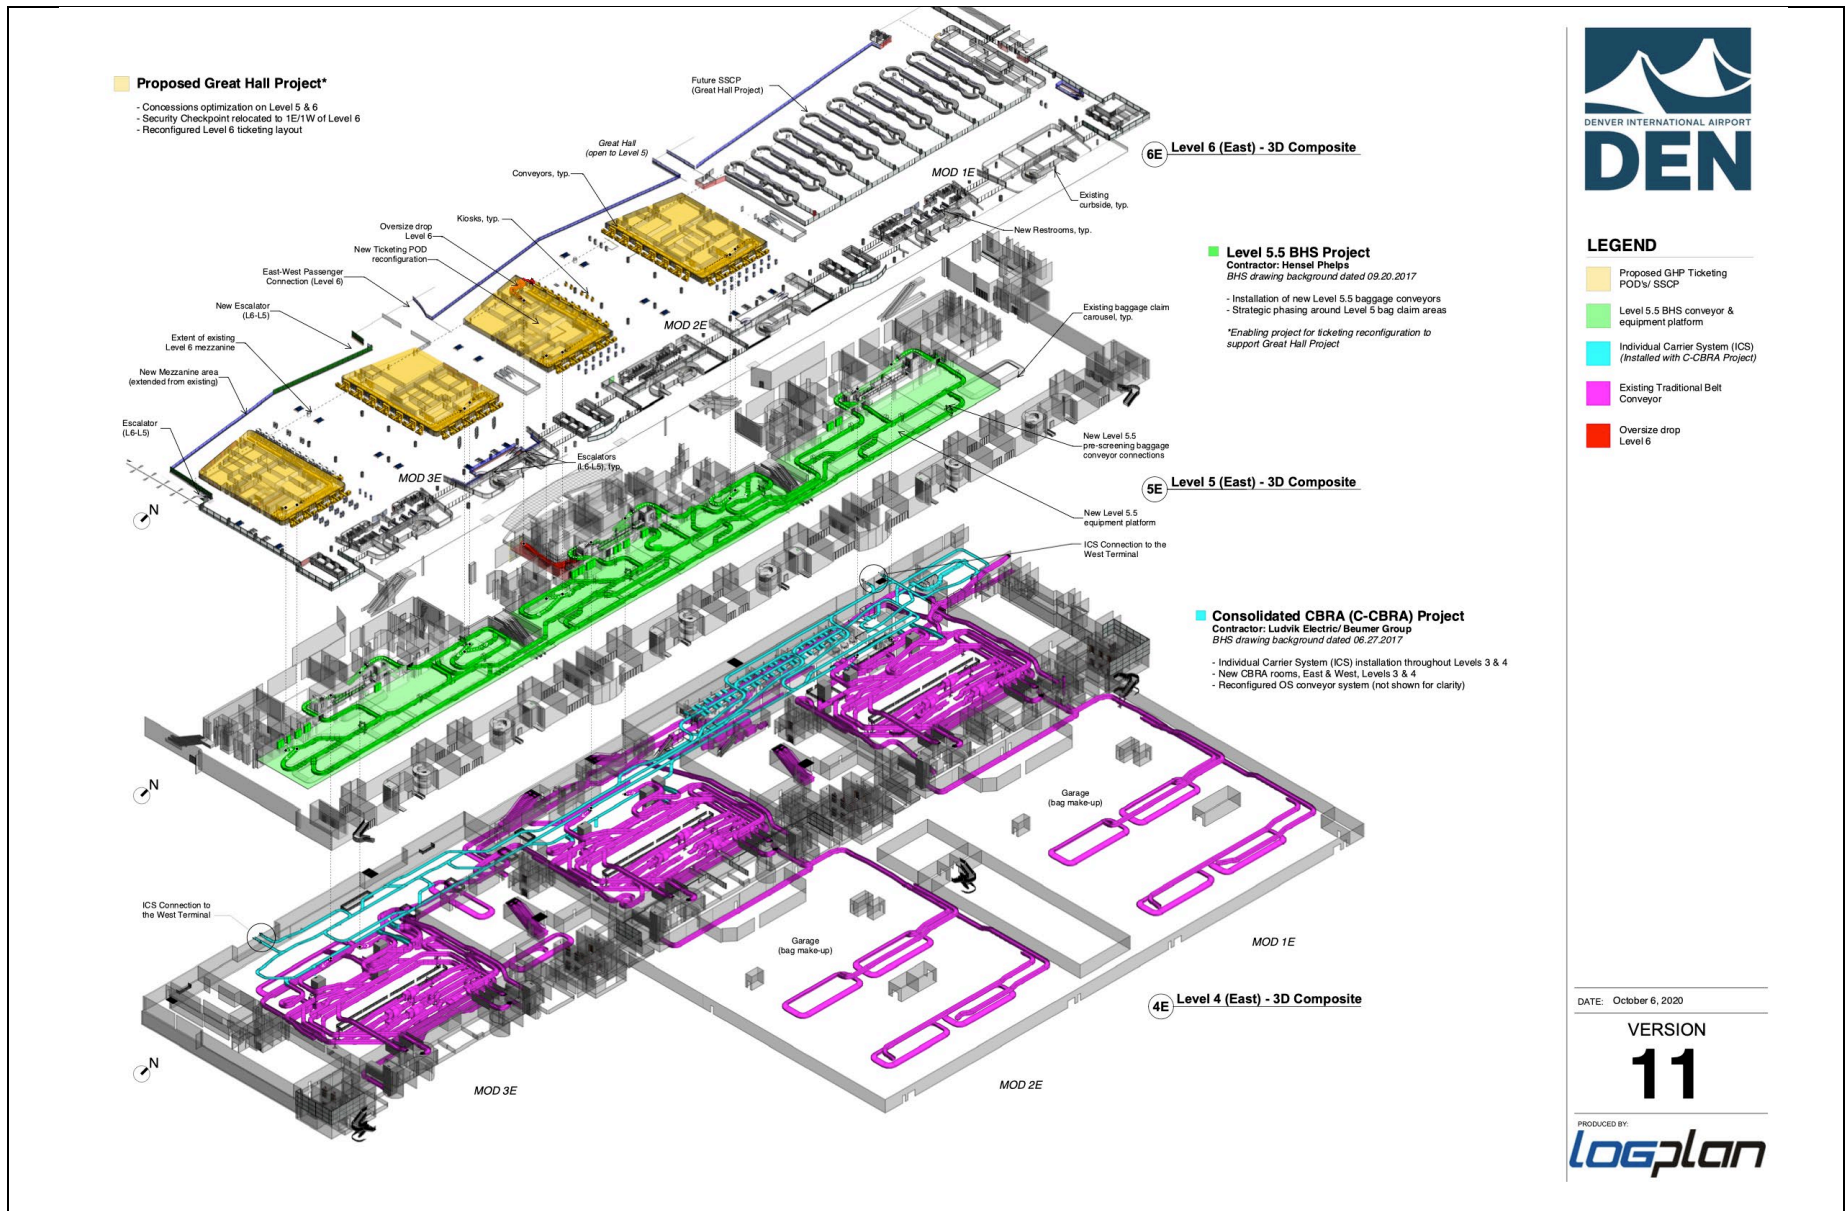 Proposed Great Hall Project*
- Concessions optimization on Level 5 & 6
- Security Checkpoint relocated to 1E/1W of Level 6
- Reconfigured Level 6 ticketing layout
Future SSCP
(Great Hall Project)
Great Hall
(open to Level 5)
Conveyors, typ.
Kiosks, typ.
Oversize drop
Level 6
New Ticketing POD
reconfiguration
East-West Passenger
Connection (Level 6)
New Escalator
(L6-L5)
Extent of existing
Level 6 mezzanine
New Mezzanine area
(extended from existing)
Escalator
(L6-L5)
MOD 1E
MOD 2E
MOD 3E
Existing
curbside, typ.
New Restrooms, typ.
Escalators
(L6-L5), typ.
N
6E Level 6 (East) - 3D Composite
Level 5.5 BHS Project
Contractor: Hensel Phelps
BHS drawing background dated 09.20.2017
- Installation of new Level 5.5 baggage conveyors
- Strategic phasing around Level 5 bag claim areas
*Enabling project for ticketing reconfiguration to
support Great Hall Project
Existing baggage claim
carousel, typ.
New Level 5.5
pre-screening baggage
conveyor connections
New Level 5.5
equipment platform
5E Level 5 (East) - 3D Composite
N
ICS Connection to the
West Terminal
Consolidated CBRA (C-CBRA) Project
Contractor: Ludvik Electric/ Beumer Group
BHS drawing background dated 06.27.2017
- Individual Carrier System (ICS) installation throughout Levels 3 & 4
- New CBRA rooms, East & West, Levels 3 & 4
- Reconfigured OS conveyor system (not shown for clarity)
Garage
(bag make-up)
Garage
(bag make-up)
ICS Connection to
the West Terminal
MOD 1E
MOD 2E
MOD 3E
4E Level 4 (East) - 3D Composite
N
DENVER INTERNATIONAL AIRPORT
DEN
LEGEND
Proposed GHP Ticketing
POD's/ SSCP
Level 5.5 BHS conveyor &
equipment platform
Individual Carrier System (ICS)
(Installed with C-CBRA Project)
Existing Traditional Belt
Conveyor
Oversize drop
Level 6
DATE: October 6, 2020
VERSION
11
PRODUCED BY:
logplan